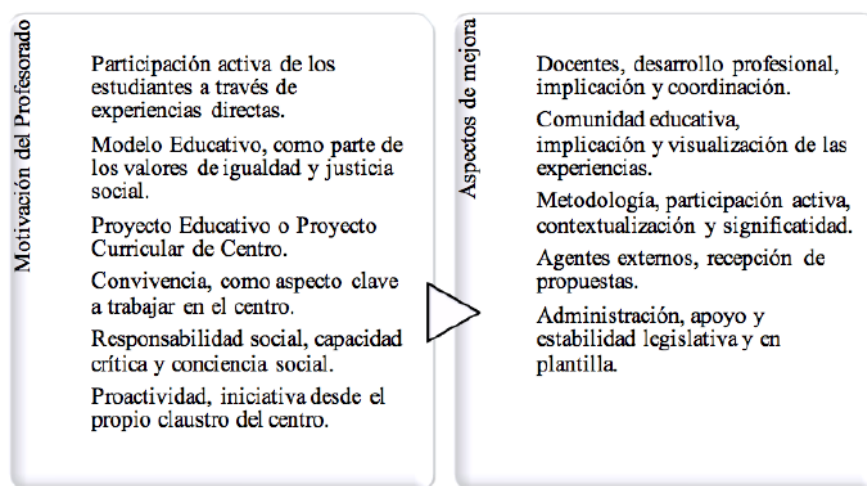 Motivación del Profesorado
Participación activa de los
estudiantes a través de
experiencias directas.
Modelo Educativo, como parte de
los valores de igualdad y justicia
social.
Proyecto Educativo o Proyecto
Curricular de Centro.
Convivencia, como aspecto clave
a trabajar en el centro.
Responsabilidad social, capacidad
crítica y conciencia social.
Proactividad, iniciativa desde el
propio claustro del centro.
Aspectos de mejora
Docentes, desarrollo profesional,
implicación y coordinación.
Comunidad educativa,
implicación y visualización de las
experiencias.
Metodología, participación activa,
contextualización y significatidad.
Agentes externos, recepción de
propuestas.
Administración, apoyo y
estabilidad legislativa y en
plantilla.